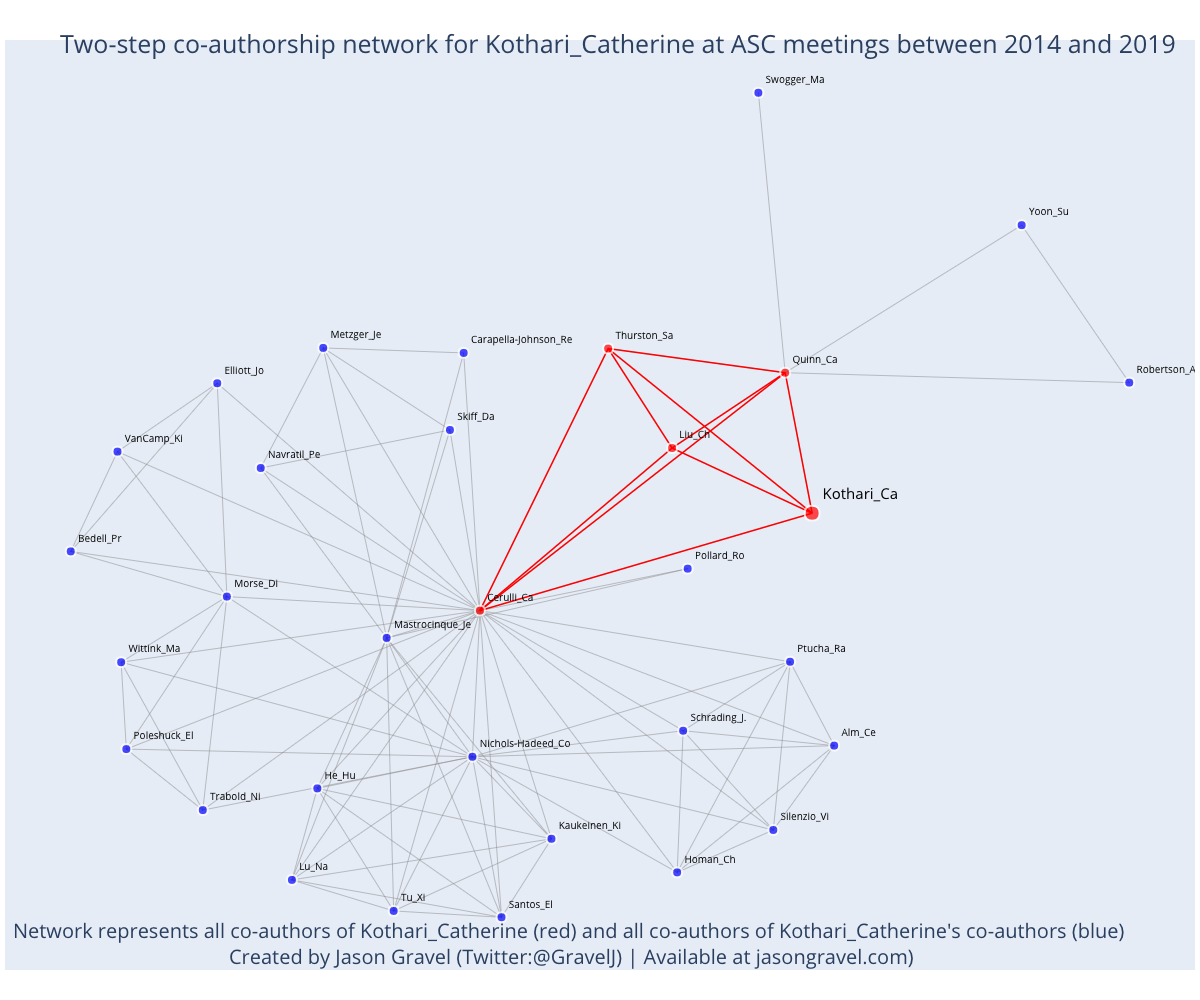 Two-step co-authorship network for Kothari_Catherine at ASC meetings between 2014 and 2019
Swogger_Ma
Yoon_Su
Metzger_Je
Carapella-Johnson_Re
Thurston_Sa
Quinn_Ca
Robertson_A
Elliott_Jo
Skiff_Da
VanCamp_Ki
Liu_Ch
Navratil_Pe
Kothari_Ca
Bedell_Pr
Pollard_Ro
Morse_Di
Cerulli_Ca
Mastrocinque_Je
Wittink_Ma
Ptucha_Ra
Schrading_J.
Poleshuck_El
Alm_Ce
Nichols-Hadeed_Co
He_Hu
Trabold_Ni
Silenzio_Vi
Kaukeinen_Ki
Homan_Ch
Lu_Na
Tu_Xi
Santos_El
Network represents all co-authors of Kothari_Catherine (red) and all co-authors of Kothari_Catherine's co-authors (blue)
Created by Jason Gravel (Twitter:@GravelJ) | Available at jasongravel.com)